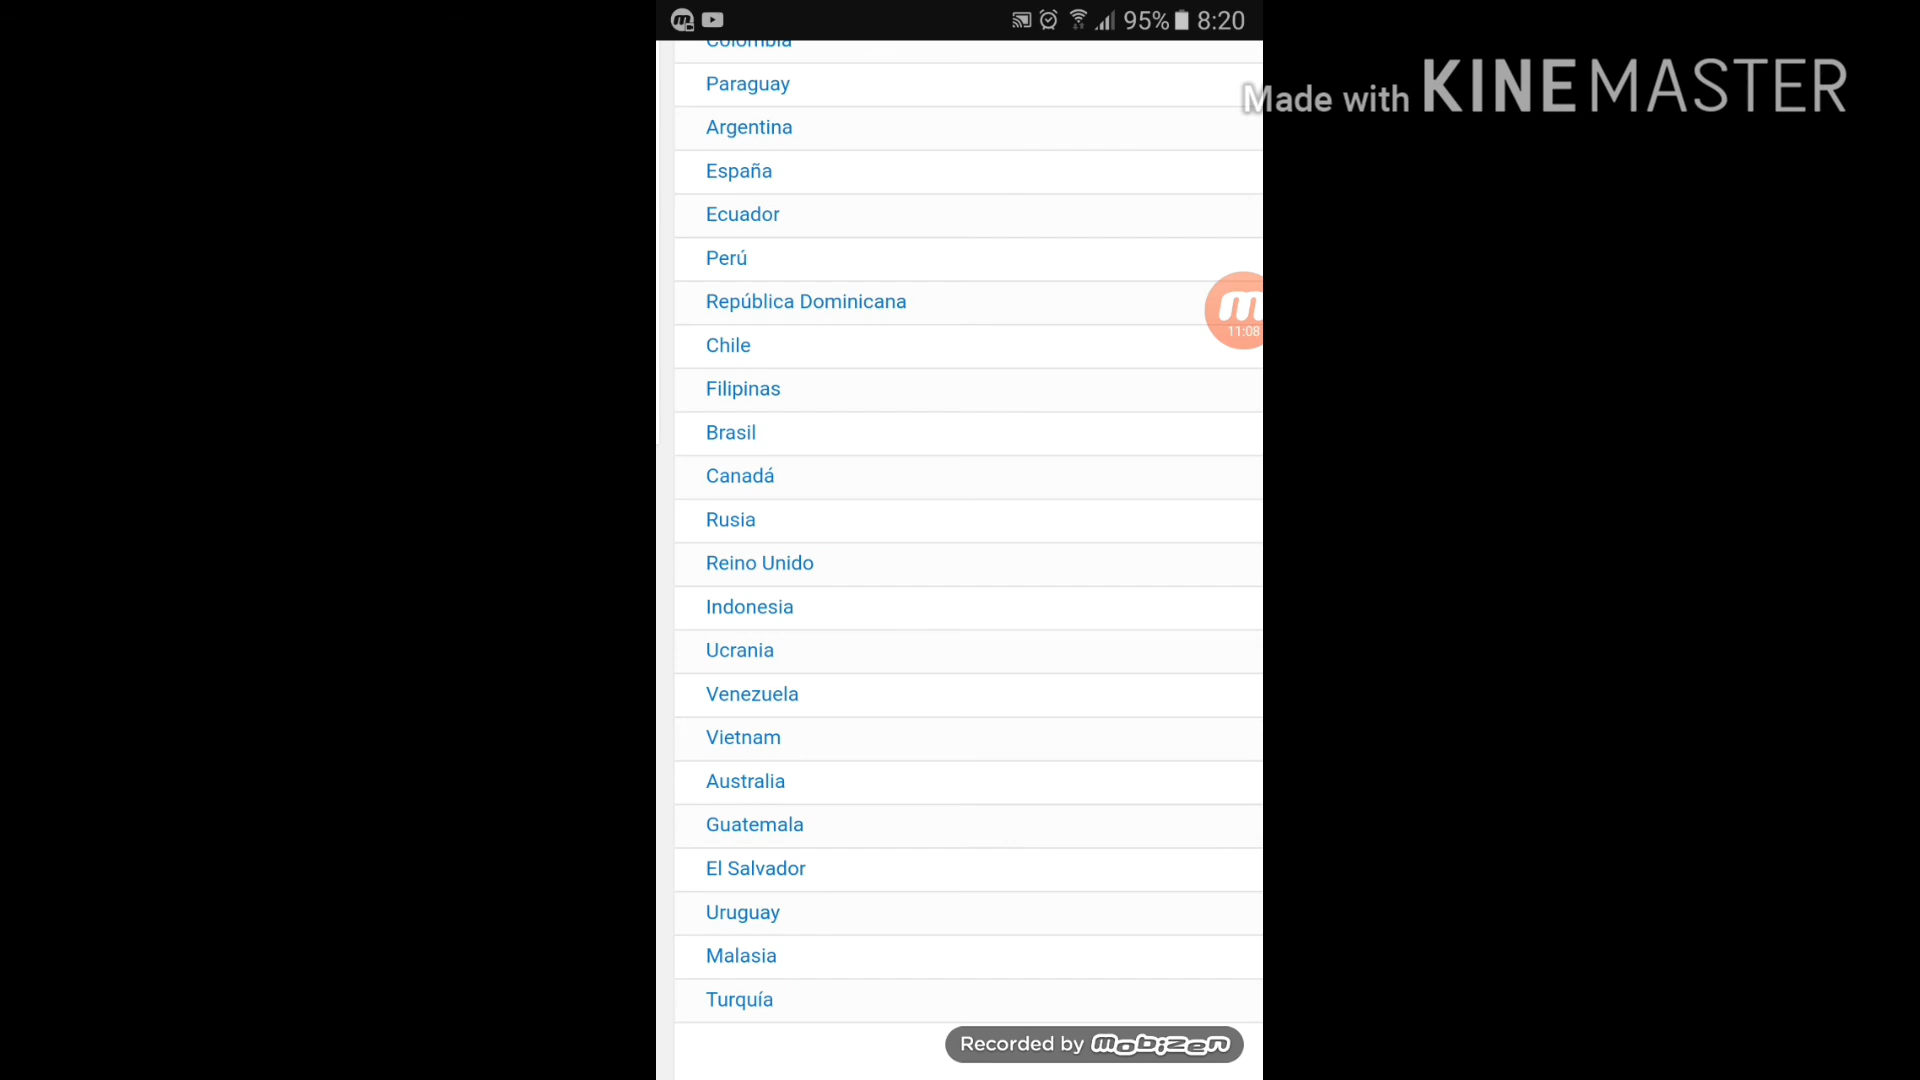 95% 8:20
Colombia
Paraguay
Made with KINEMASTER
Argentina
España
Ecuador
Perú
República Dominicana
11:08
Chile
Filipinas
Brasil
Canadá
Rusia
Reino Unido
Indonesia
Ucrania
Venezuela
Vietnam
Australia
Guatemala
El Salvador
Uruguay
Malasia
Turquía
Recorded by mobizen